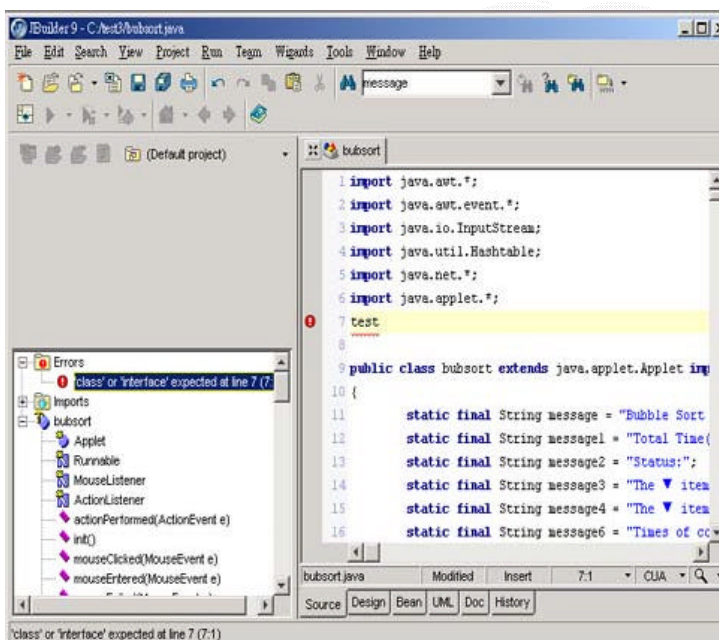 JBuilder 9 - C:/test3/bubsort.java
File Edit Search View Project Run Team Wizards Tools Window Help
message
(Default project)
bubsort
1 import java.awt.*;
2 import java.awt.event.*;
3 import java.io.InputStream;
4 import java.util.Hashtable;
5 import java.net.*;
6 import java.applet.*;
7 test
8
9 public class bubsort extends java.applet.Applet imp
10 {
11 static final String message = "Bubble Sort
12 static final String message1 = "Total Time(
13 static final String message2 = "Status:";
14 static final String message3 = "The ▼ item
15 static final String message4 = "The ▼ item
16 static final String message6 = "Times of co
Errors
'class' or 'interface' expected at line 7 (7:
Imports
bubsort
Applet
Runnable
MouseListener
ActionListener
actionPerformed(ActionEvent e)
init()
mouseClicked(MouseEvent e)
mouseEntered(MouseEvent e)
bubsort.java Modified Insert 7:1 CUA
Source Design Bean UML Doc History
'class' or 'interface' expected at line 7 (7:1)